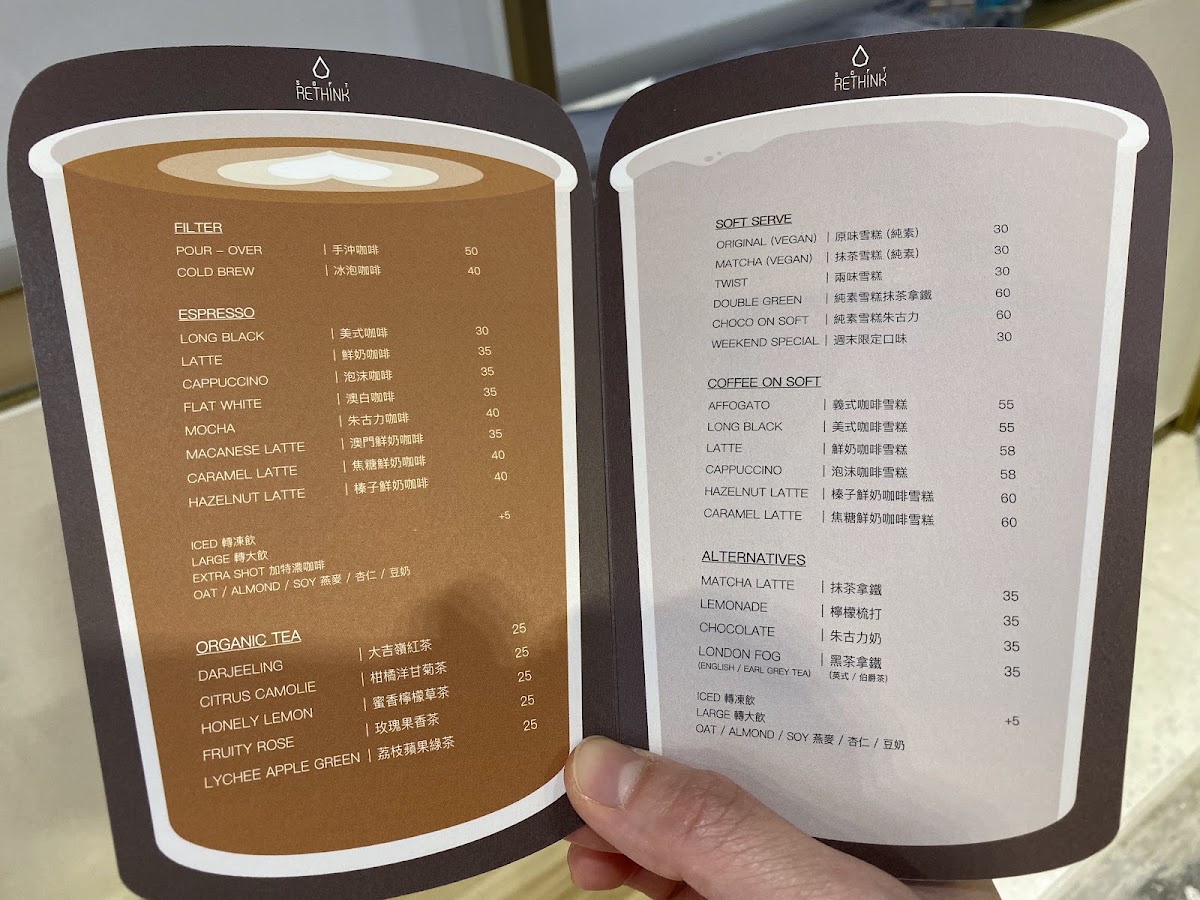 SOFT
RETHINK
FILTER
POUR – OVER | 手沖咖啡 50
COLD BREW | 冰泡咖啡 40
ESPRESSO
LONG BLACK | 美式咖啡 30
LATTE | 鮮奶咖啡 35
CAPPUCCINO | 泡沫咖啡 35
FLAT WHITE | 澳白咖啡 35
MOCHA | 朱古力咖啡 40
MACANESE LATTE | 澳門鮮奶咖啡 35
CARAMEL LATTE | 焦糖鮮奶咖啡 40
HAZELNUT LATTE | 榛子鮮奶咖啡 40
+5
ICED 轉凍飲
LARGE 轉大飲
EXTRA SHOT 加特濃咖啡
OAT / ALMOND / SOY 燕麥 / 杏仁 / 豆奶
ORGANIC TEA
DARJEELING | 大吉嶺紅茶 25
CITRUS CAMOLIE | 柑橘洋甘菊茶 25
HONELY LEMON | 蜜香檸檬草茶 25
FRUITY ROSE | 玫瑰果香茶 25
LYCHEE APPLE GREEN | 荔枝蘋果綠茶 25
SOFT
RETHINK
SOFT SERVE
ORIGINAL (VEGAN) | 原味雪糕 (純素) 30
MATCHA (VEGAN) | 抹茶雪糕 (純素) 30
TWIST | 兩味雪糕 30
DOUBLE GREEN | 純素雪糕抹茶拿鐵 60
CHOCO ON SOFT | 純素雪糕朱古力 60
WEEKEND SPECIAL | 週末限定口味 30
COFFEE ON SOFT
AFFOGATO | 義式咖啡雪糕 55
LONG BLACK | 美式咖啡雪糕 55
LATTE | 鮮奶咖啡雪糕 58
CAPPUCCINO | 泡沫咖啡雪糕 58
HAZELNUT LATTE | 榛子鮮奶咖啡雪糕 60
CARAMEL LATTE | 焦糖鮮奶咖啡雪糕 60
ALTERNATIVES
MATCHA LATTE | 抹茶拿鐵 35
LEMONADE | 檸檬梳打 35
CHOCOLATE | 朱古力奶 35
LONDON FOG | 黑茶拿鐵 35
(ENGLISH / EARL GREY TEA) (英式 / 伯爵茶)
ICED 轉凍飲
LARGE 轉大飲 +5
OAT / ALMOND / SOY 燕麥 / 杏仁 / 豆奶